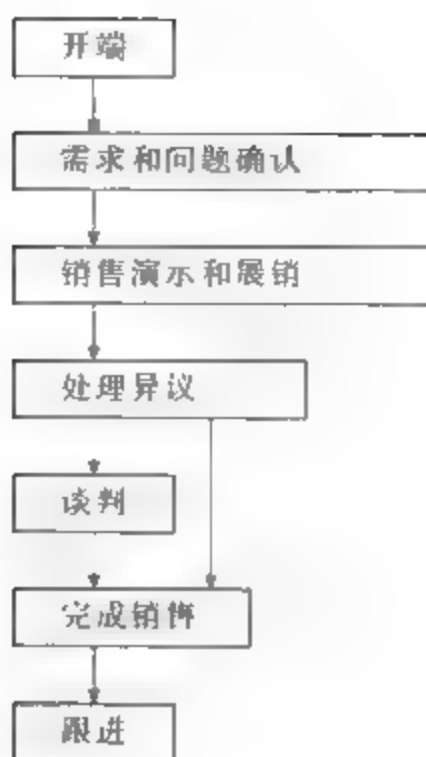 开端
需求和问题确认
销售演示和展销
处理异议
谈判
完成销售
跟进